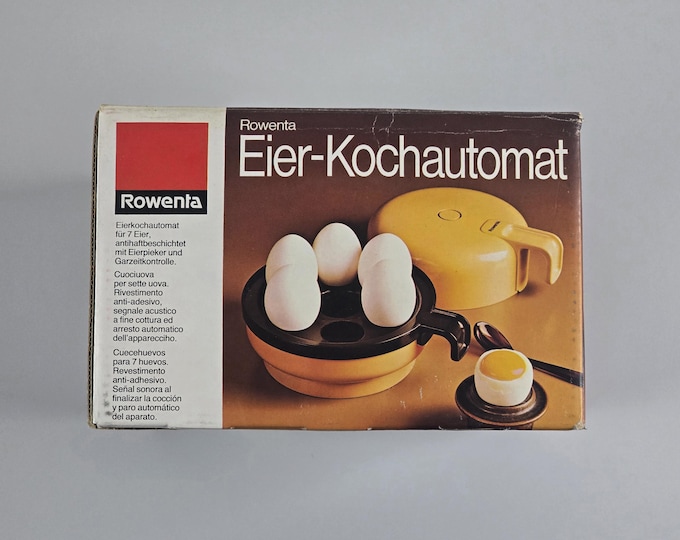 Rowenta
Eier-Kochautomat
Rowenta
Eierkochautomat
für 7 Eier,
antihaftbeschichtet
mit Eierpieker und
Garzeitkontrolle.
Cuociuova
per sette uova.
Rivestimento
anti-adesivo,
segnale acustico
a fine cottura ed
arresto automatico
dell'apparecciho.
Cuecehuevos
para 7 huevos.
Revestimento
anti-adhesivo.
Señal sonora al
finalizar la cocción
y paro automático
del aparato.